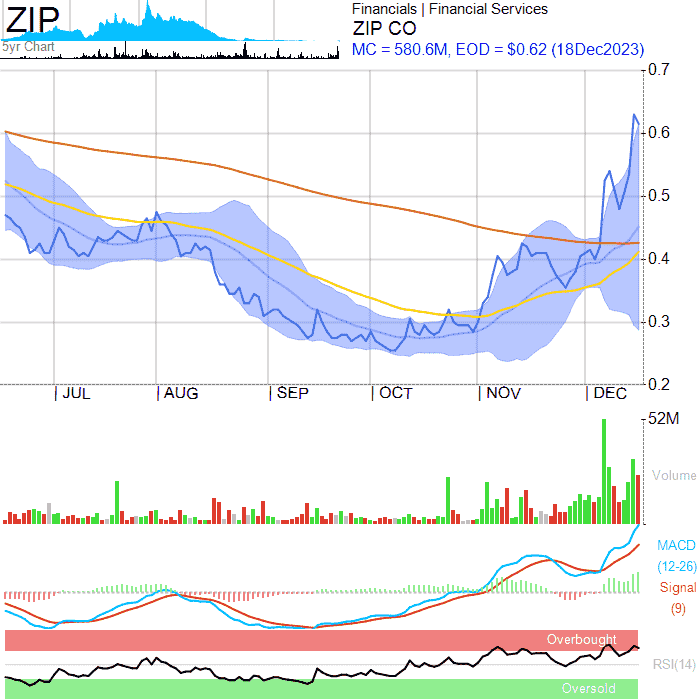 ZIP
5yr Chart
Financials | Financial Services
ZIP CO
MC = 580.6M, EOD = $0.62 (18Dec2023)
0.7
0.6
0.5
0.4
0.3
0.2
| JUL | AUG | SEP | OCT | NOV | DEC
52M
Volume
MACD
(12-26)
Signal
(9)
Overbought
RSI(14)
Oversold